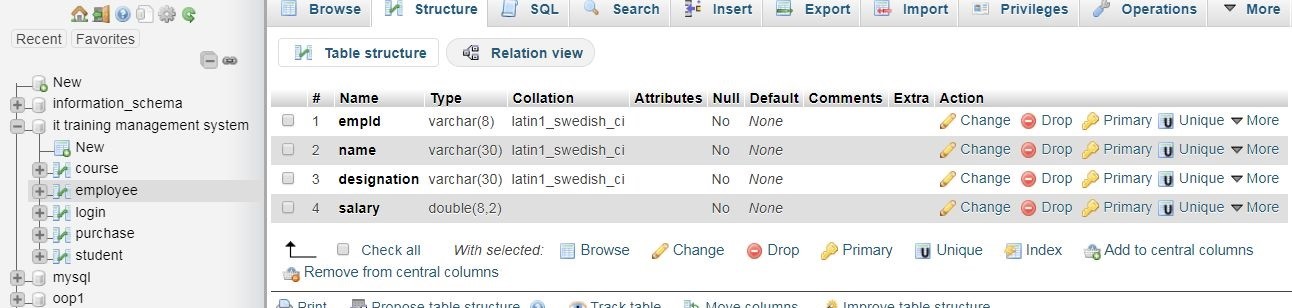 Recent Favorites
New
information_schema
it training management system
New
course
employee
login
purchase
student
mysql
oop1
Browse Structure SQL Search Insert Export Import Privileges Operations More
Table structure Relation view
# Name Type Collation Attributes Null Default Comments Extra Action
1 empId varchar(8) latin1_swedish_ci No None Change Drop Primary Unique More
2 name varchar(30) latin1_swedish_ci No None Change Drop Primary Unique More
3 designation varchar(30) latin1_swedish_ci No None Change Drop Primary Unique More
4 salary double(8,2) No None Change Drop Primary Unique More
Check all With selected: Browse Change Drop Primary Unique Index Add to central columns
Remove from central columns
Print Propose table structure Track table Move columns Improve table structure